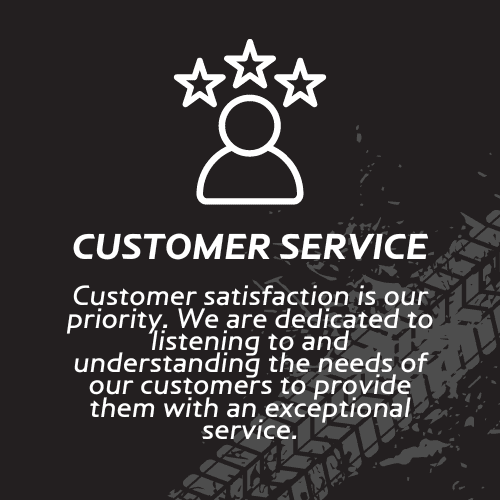 CUSTOMER SERVICE
Customer satisfaction is our
priority. We are dedicated to
listening to and
understanding the needs of
our customers to provide
them with an exceptional
service.